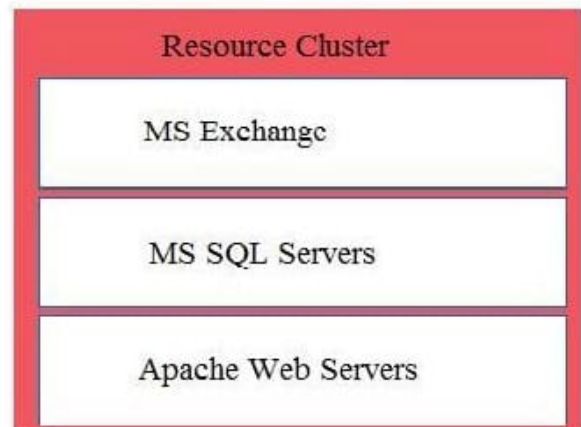 Resource Cluster
MS Exchange
MS SQL Servers
Apache Web Servers